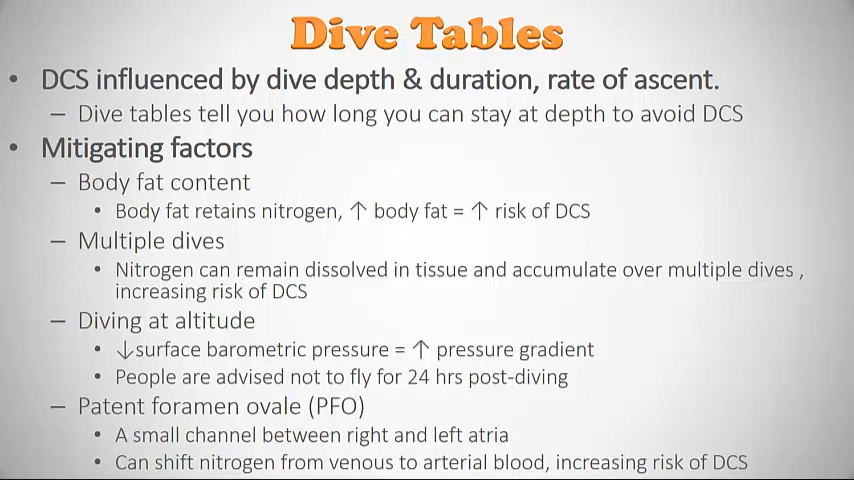 Dive Tables
• DCS influenced by dive depth & duration, rate of ascent.
– Dive tables tell you how long you can stay at depth to avoid DCS
• Mitigating factors
– Body fat content
• Body fat retains nitrogen, ↑ body fat = ↑ risk of DCS
– Multiple dives
• Nitrogen can remain dissolved in tissue and accumulate over multiple dives ,
increasing risk of DCS
– Diving at altitude
• ↓surface barometric pressure = ↑ pressure gradient
• People are advised not to fly for 24 hrs post-diving
– Patent foramen ovale (PFO)
• A small channel between right and left atria
• Can shift nitrogen from venous to arterial blood, increasing risk of DCS